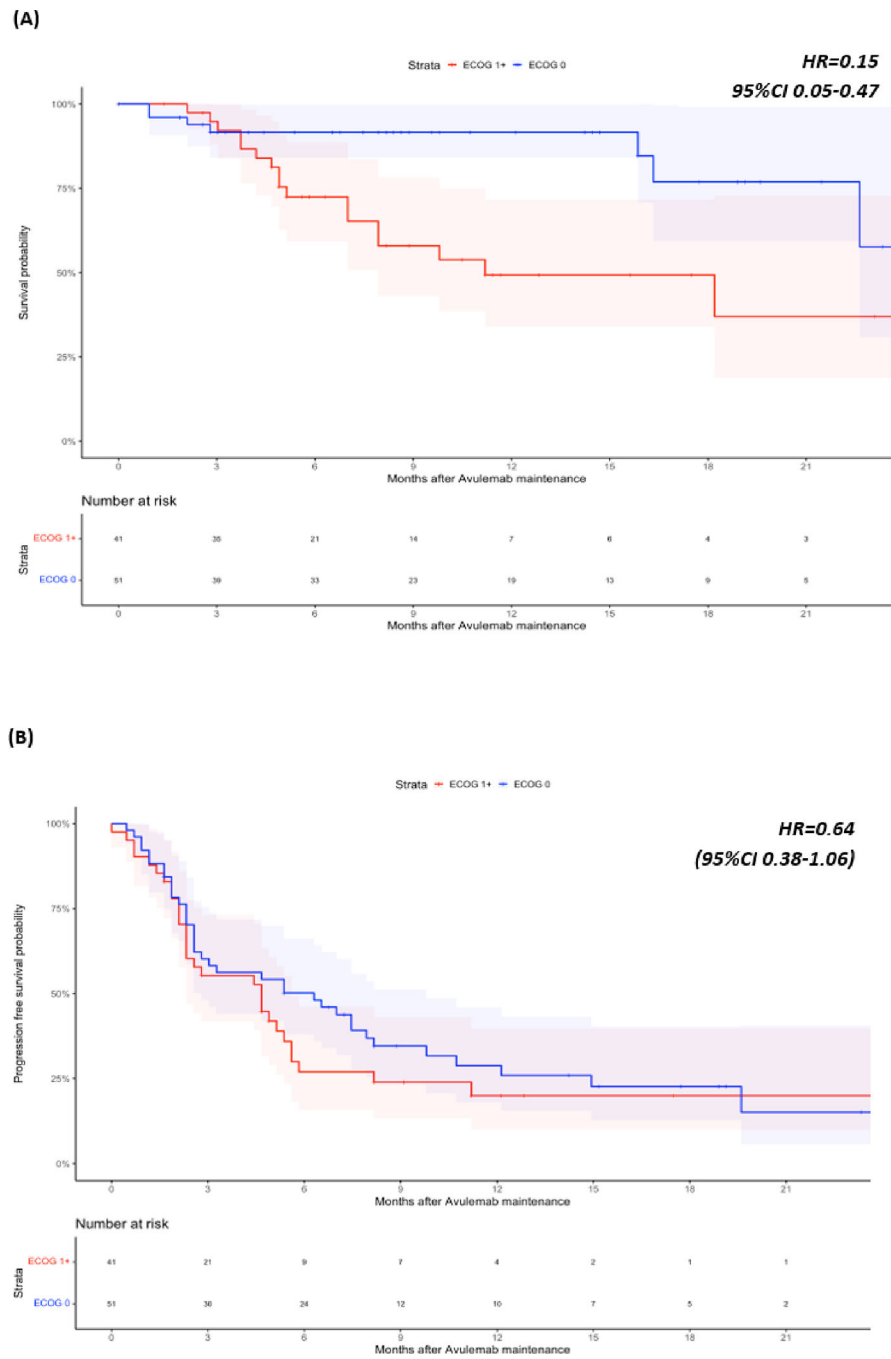 (A)
Strata ECOG 1+ ECOG 0
HR=0.15
95%CI 0.05-0.47
100%
75%
50%
25%
0%
Survival probability
0 3 6 9 12 15 18 21
Months after Avulemab maintenance
Number at risk
Strata
ECOG 1+ 41 35 21 14 7 6 4 3
ECOG 0 51 39 33 23 19 13 9 5
0 3 6 9 12 15 18 21
Months after Avulemab maintenance
(B)
Strata ECOG 1+ ECOG 0
HR=0.64
(95%CI 0.38-1.06)
100%
75%
50%
25%
0%
Progression free survival probability
0 3 6 9 12 15 18 21
Months after Avulemab maintenance
Number at risk
Strata
ECOG 1+ 41 21 9 7 4 2 1 1
ECOG 0 51 24 12 10 7 5 2
0 3 6 9 12 15 18 21
Months after Avulemab maintenance